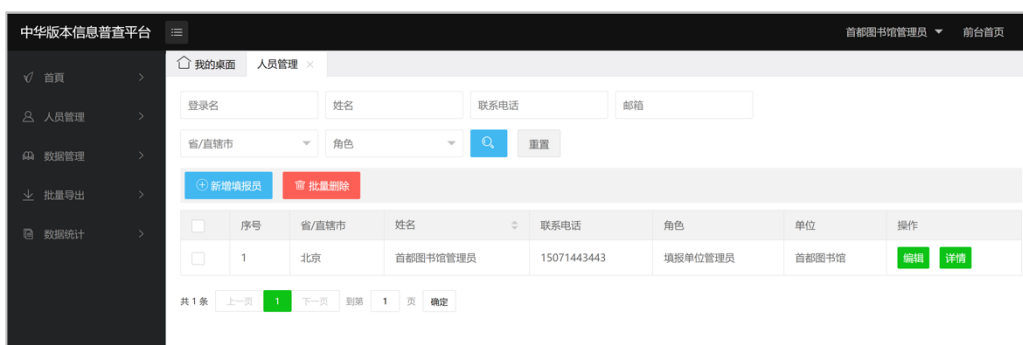 中华版本信息普查平台 首都图书馆管理员 前台首页
我的桌面 人员管理 ×
首頁
人员管理
数据管理
批量导出
数据统计
登录名 姓名 联系电话 邮箱
省/直辖市 角色 重置
新增填报员 批量删除
序号 省/直辖市 姓名 联系电话 角色 单位 操作
1 北京 首都图书馆管理员 15071443443 填报单位管理员 首都图书馆 编辑 详情
共 1 条 上一页 1 下一页 到第 1 页 确定